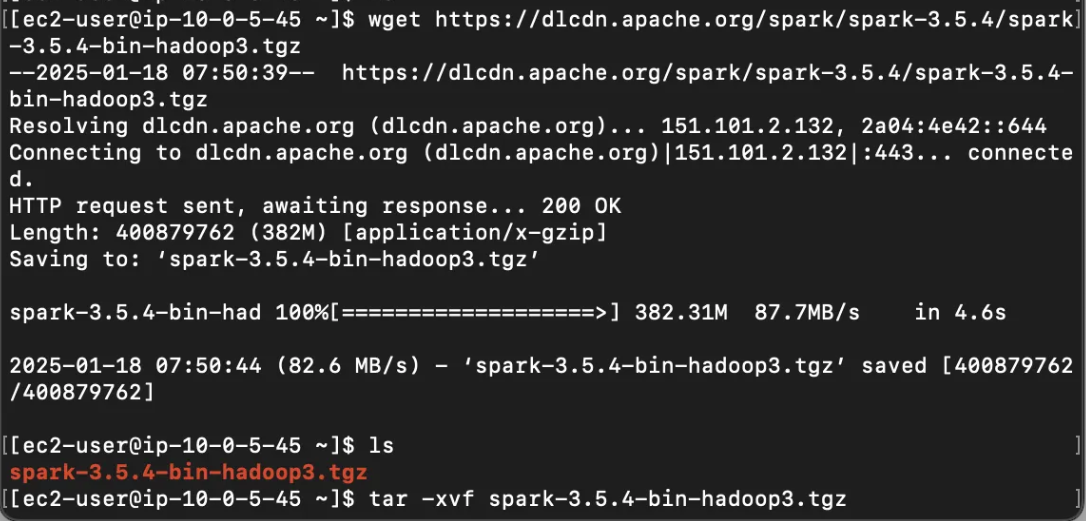 [[ec2-user@ip-10-0-5-45 ~]$ wget https://dlcdn.apache.org/spark/spark-3.5.4/spark]
-3.5.4-bin-hadoop3.tgz
--2025-01-18 07:50:39--  https://dlcdn.apache.org/spark/spark-3.5.4/spark-3.5.4-
bin-hadoop3.tgz
Resolving dlcdn.apache.org (dlcdn.apache.org)... 151.101.2.132, 2a04:4e42::644
Connecting to dlcdn.apache.org (dlcdn.apache.org)|151.101.2.132|:443... connecte
d.
HTTP request sent, awaiting response... 200 OK
Length: 400879762 (382M) [application/x-gzip]
Saving to: ‘spark-3.5.4-bin-hadoop3.tgz’
spark-3.5.4-bin-had 100%[===================>] 382.31M  87.7MB/s    in 4.6s
2025-01-18 07:50:44 (82.6 MB/s) - ‘spark-3.5.4-bin-hadoop3.tgz’ saved [400879762
/400879762]
[[ec2-user@ip-10-0-5-45 ~]$ ls ]
spark-3.5.4-bin-hadoop3.tgz
[[ec2-user@ip-10-0-5-45 ~]$ tar -xvf spark-3.5.4-bin-hadoop3.tgz ]